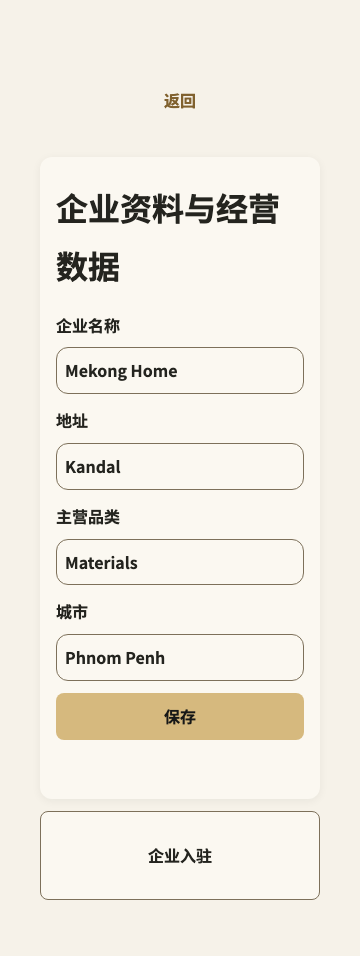 返回
企业资料与经营
数据
企业名称
Mekong Home
地址
Kandal
主营品类
Materials
城市
Phnom Penh
保存
企业入驻